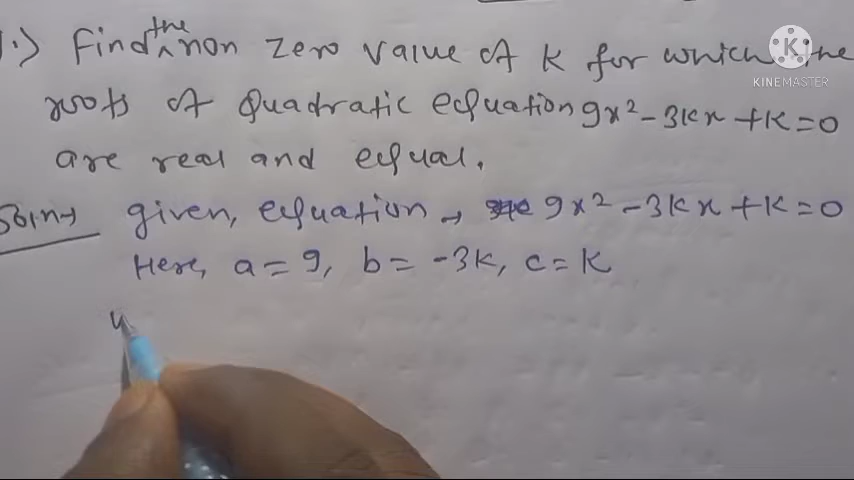 1.) Find the non zero value of K for which the
roots of Quadratic equation 9x² - 3kx + K = 0
are real and equal.
Soln→ given, equation → 9x² - 3kx + K = 0
Here, a = 9, b = -3k, c = K
K
KINEMASTER